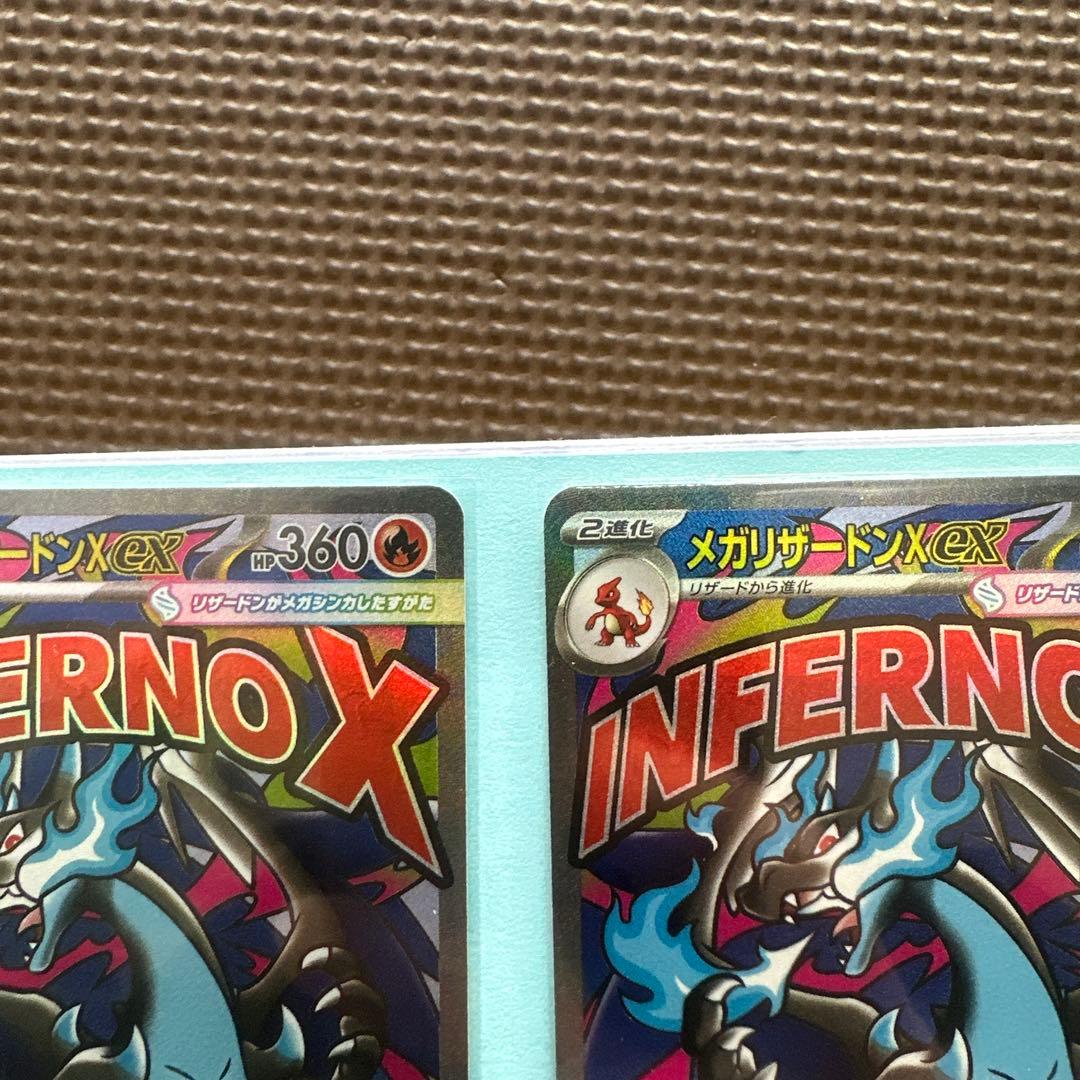 ードンXex HP360
リザードンがメガシンカしたすがた
ERNO X
2進化 メガリザードンXex
リザードから進化 リザード
INFERNO